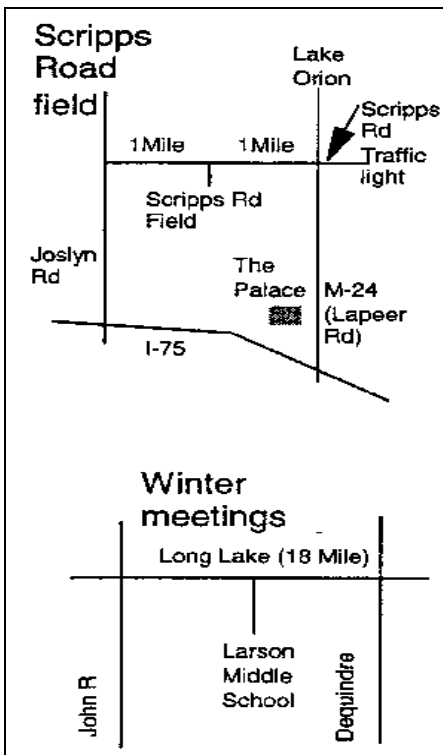 Scripps
Road
field
Lake
Orion
Scripps
Rd
Traffic
light
1Mile
1Mile
Scripps Rd
Field
Joslyn
Rd
The
Palace
M-24
(Lapeer
Rd)
I-75
Winter
meetings
Long Lake (18 Mile)
Larson
Middle
School
John R
Dequindre